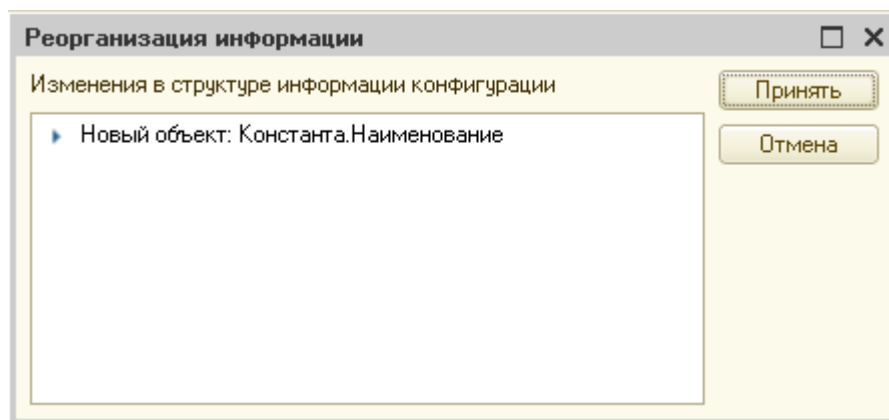 Реорганизация информации
Изменения в структуре информации конфигурации
Принять
Новый объект: Константа.Наименование
Отмена